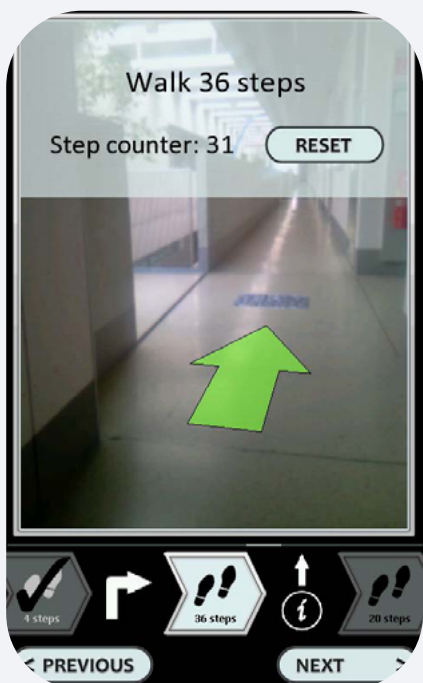 Walk 36 steps
Step counter: 31 RESET
4 steps
36 steps
i
20 steps
< PREVIOUS
NEXT >